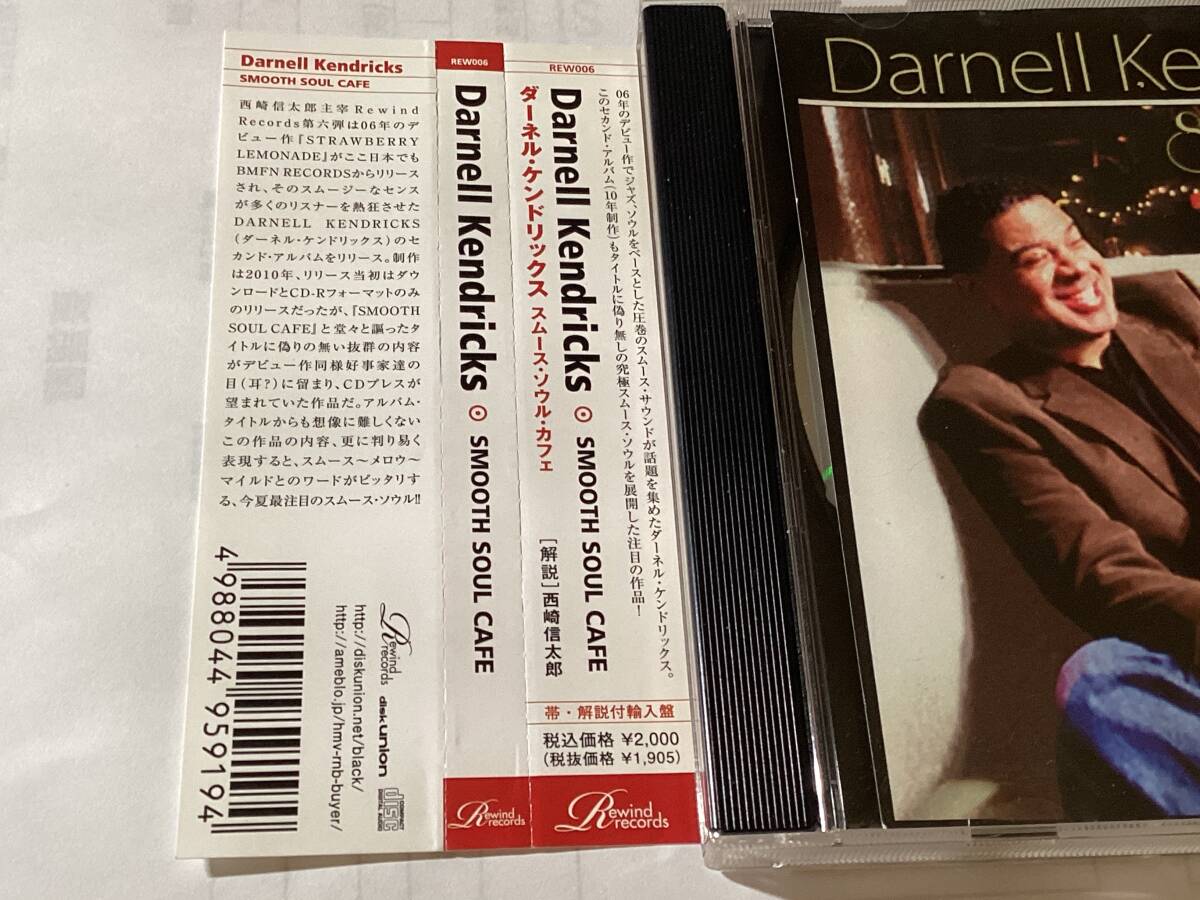 Darnell Kendricks
SMOOTH SOUL CAFE
西崎信太郎主宰Rewind
Records第六弾は06年のデ
ビュー作『STRAWBERRY
LEMONADE』がここ日本でも
BMFN RECORDSからリリース
され、そのスムージーなセンス
が多くのリスナーを熱狂させた
DARNELL KENDRICKS
(ダーネル・ケンドリックス)のセ
カンド・アルバムをリリース。制作
は2010年、リリース当初はダウ
ンロードとCD-Rフォーマットのみ
のリリースだったが、『SMOOTH
SOUL CAFE』と堂々と謳ったタ
イトルに偽りの無い抜群の内容
がデビュー作同様好事家達の
目(耳?)に留まり、CDプレスが
望まれていた作品だ。アルバム・
タイトルからも想像に難しくない
この作品の内容、更に判り易く
表現すると、スムース〜メロウ〜
マイルドとのワードがピッタリす
る、今夏最注目のスムース・ソウル!!
4988044959194
Rewind
records
http://diskunion.net/black/
http://ameblo.jp/hmv-rnb-buyer/
diskunion
COMPACT
disc
DIGITAL AUDIO
REW006
Darnell Kendricks
SMOOTH SOUL CAFE
Rewind
records
REW006
06年のデビュー作でジャズ、ソウルをベースとした圧巻のスムース・サウンドが話題を集めたダーネル・ケンドリックス。
このセカンド・アルバム(10年制作)もタイトルに偽り無しの究極スムース・ソウルを展開した注目の作品!
Darnell Kendricks
SMOOTH SOUL CAFE
ダーネル・ケンドリックス スムース・ソウル・カフェ
[解説]西崎信太郎
帯・解説付輸入盤
税込価格 ¥2,000
(税抜価格 ¥1,905)
Rewind
records
Darnell Ke